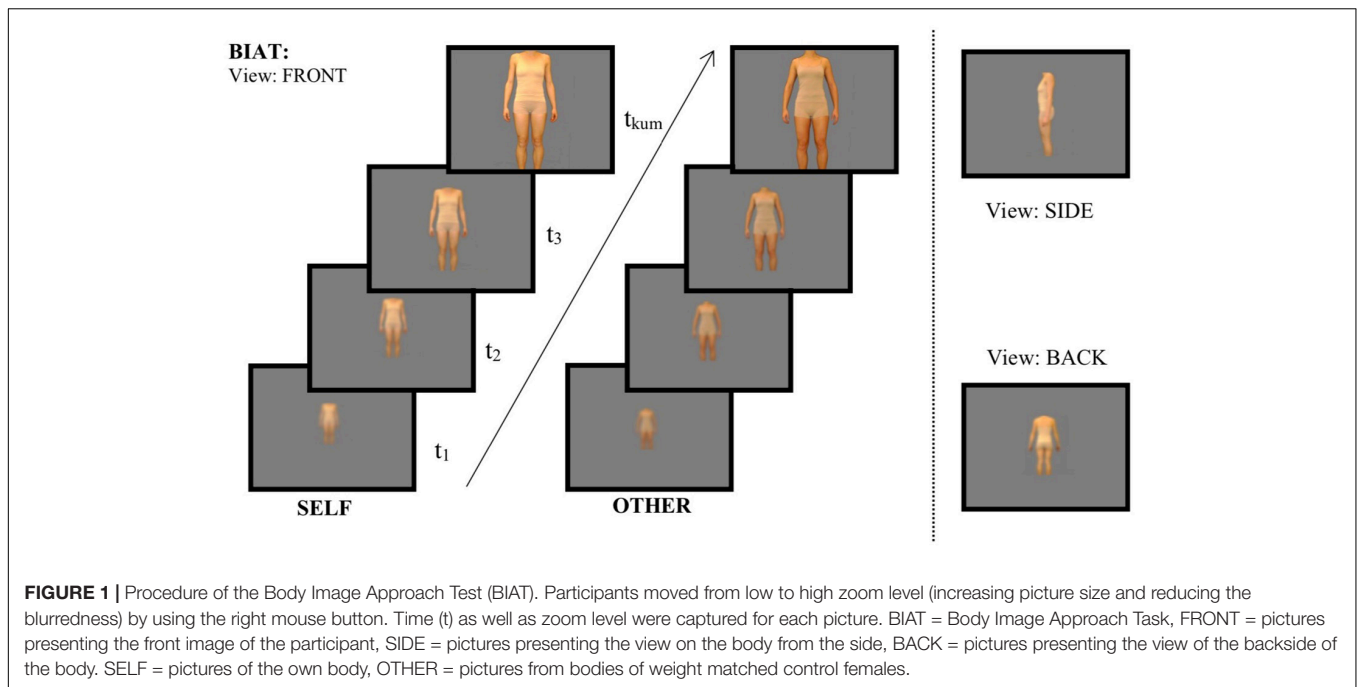 BIAT:
View: FRONT
t_kum
t_3
t_2
t_1
SELF
OTHER
View: SIDE
View: BACK
FIGURE 1 | Procedure of the Body Image Approach Test (BIAT). Participants moved from low to high zoom level (increasing picture size and reducing the
blurredness) by using the right mouse button. Time (t) as well as zoom level were captured for each picture. BIAT = Body Image Approach Task, FRONT = pictures
presenting the front image of the participant, SIDE = pictures presenting the view on the body from the side, BACK = pictures presenting the view of the backside of
the body. SELF = pictures of the own body, OTHER = pictures from bodies of weight matched control females.